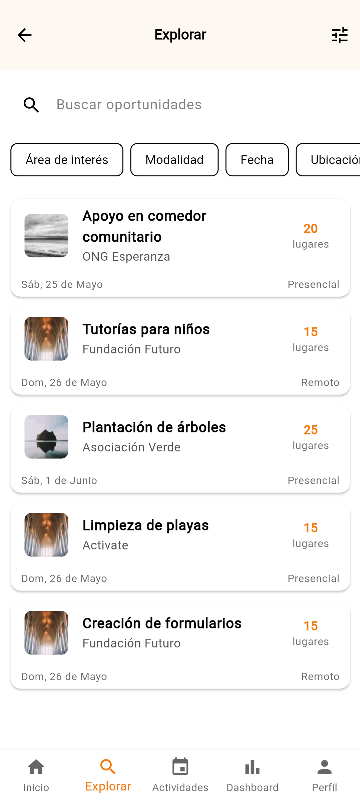 Explorar
Buscar oportunidades
Área de interés
Modalidad
Fecha
Ubicación
Apoyo en comedor
comunitario
ONG Esperanza
20
lugares
Sáb, 25 de Mayo
Presencial
Tutorías para niños
Fundación Futuro
15
lugares
Dom, 26 de Mayo
Remoto
Plantación de árboles
Asociación Verde
25
lugares
Sáb, 1 de Junio
Presencial
Limpieza de playas
Activate
15
lugares
Dom, 26 de Mayo
Presencial
Creación de formularios
Fundación Futuro
15
lugares
Dom, 26 de Mayo
Remoto
Inicio
Explorar
Actividades
Dashboard
Perfil